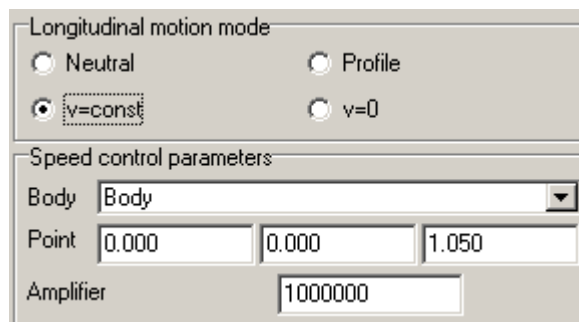 Longitudinal motion mode
Neutral Profile
v=const v=0
Speed control parameters
Body Body
Point 0.000 0.000 1.050
Amplifier 1000000